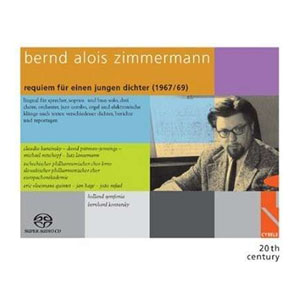 bernd alois zimmermann
requiem für einen jungen dichter (1967/69)
lingual für sprecher, sopran- und bass-solo, drei
chöre, orchester, jazz-combo, orgel und elektronische
klänge nach texten verschiedener dichter, berichte
und reportagen
claudia barainsky - david pittman-jennings -
michael rotschopf - lutz lansemann
tschechischer philharmonischer chor brno
slowakischer philharmonischer chor
europachorakademie
eric vloeimans quintet - jan hage - joão rafael
holland symfonia
bernhard kontarsky
SUPER AUDIO CD
CYBELE
20th
century